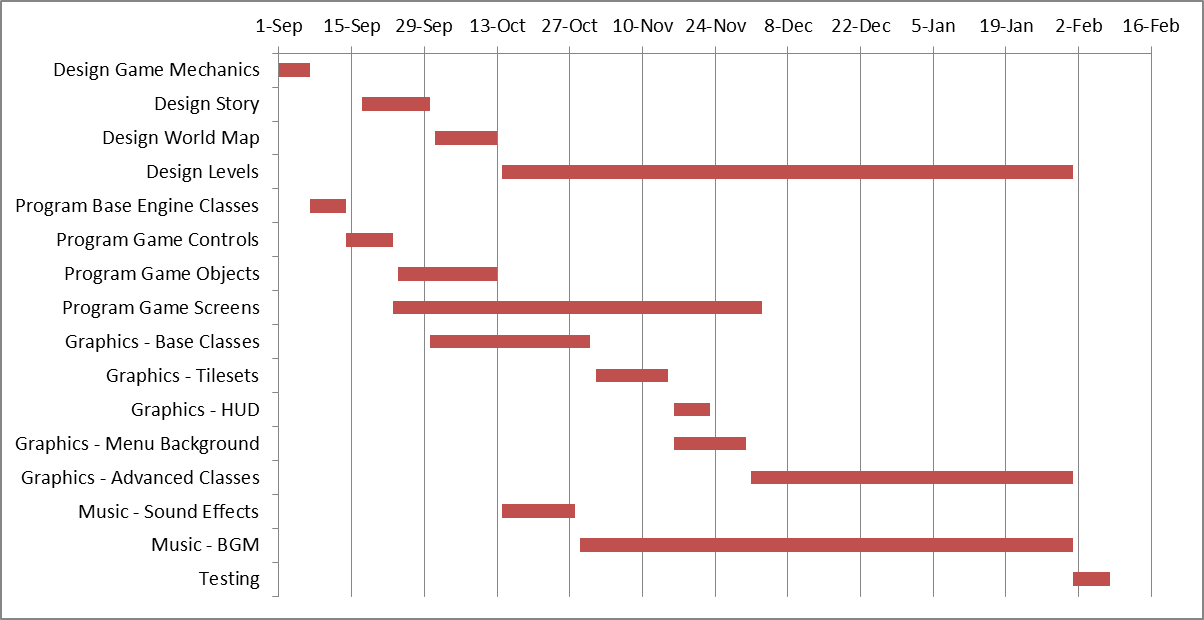 1-Sep 15-Sep 29-Sep 13-Oct 27-Oct 10-Nov 24-Nov 8-Dec 22-Dec 5-Jan 19-Jan 2-Feb 16-Feb
Design Game Mechanics
Design Story
Design World Map
Design Levels
Program Base Engine Classes
Program Game Controls
Program Game Objects
Program Game Screens
Graphics - Base Classes
Graphics - Tilesets
Graphics - HUD
Graphics - Menu Background
Graphics - Advanced Classes
Music - Sound Effects
Music - BGM
Testing